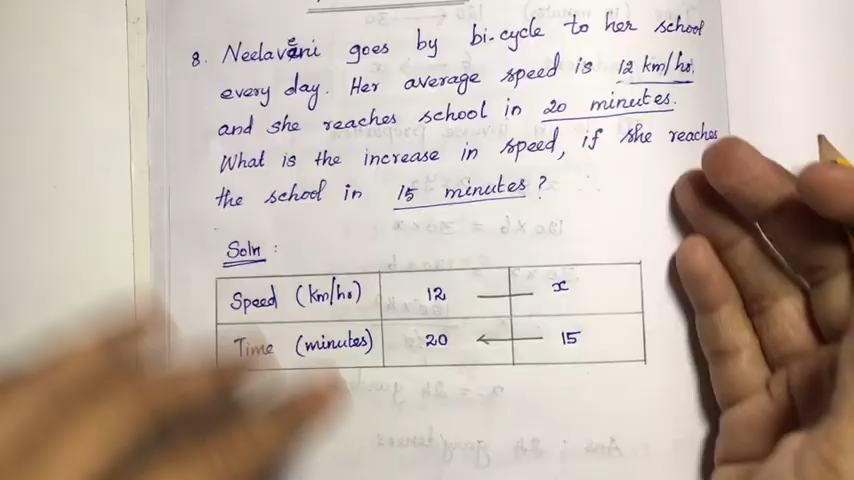 8. Neelaveni goes by bi-cycle to her school
every day. Her average speed is 12 km/hr.
and she reaches school in 20 minutes.
What is the increase in speed, if she reaches
the school in 15 minutes?
Soln :
Speed (km/hr) 12 x
Time (minutes) 20 15